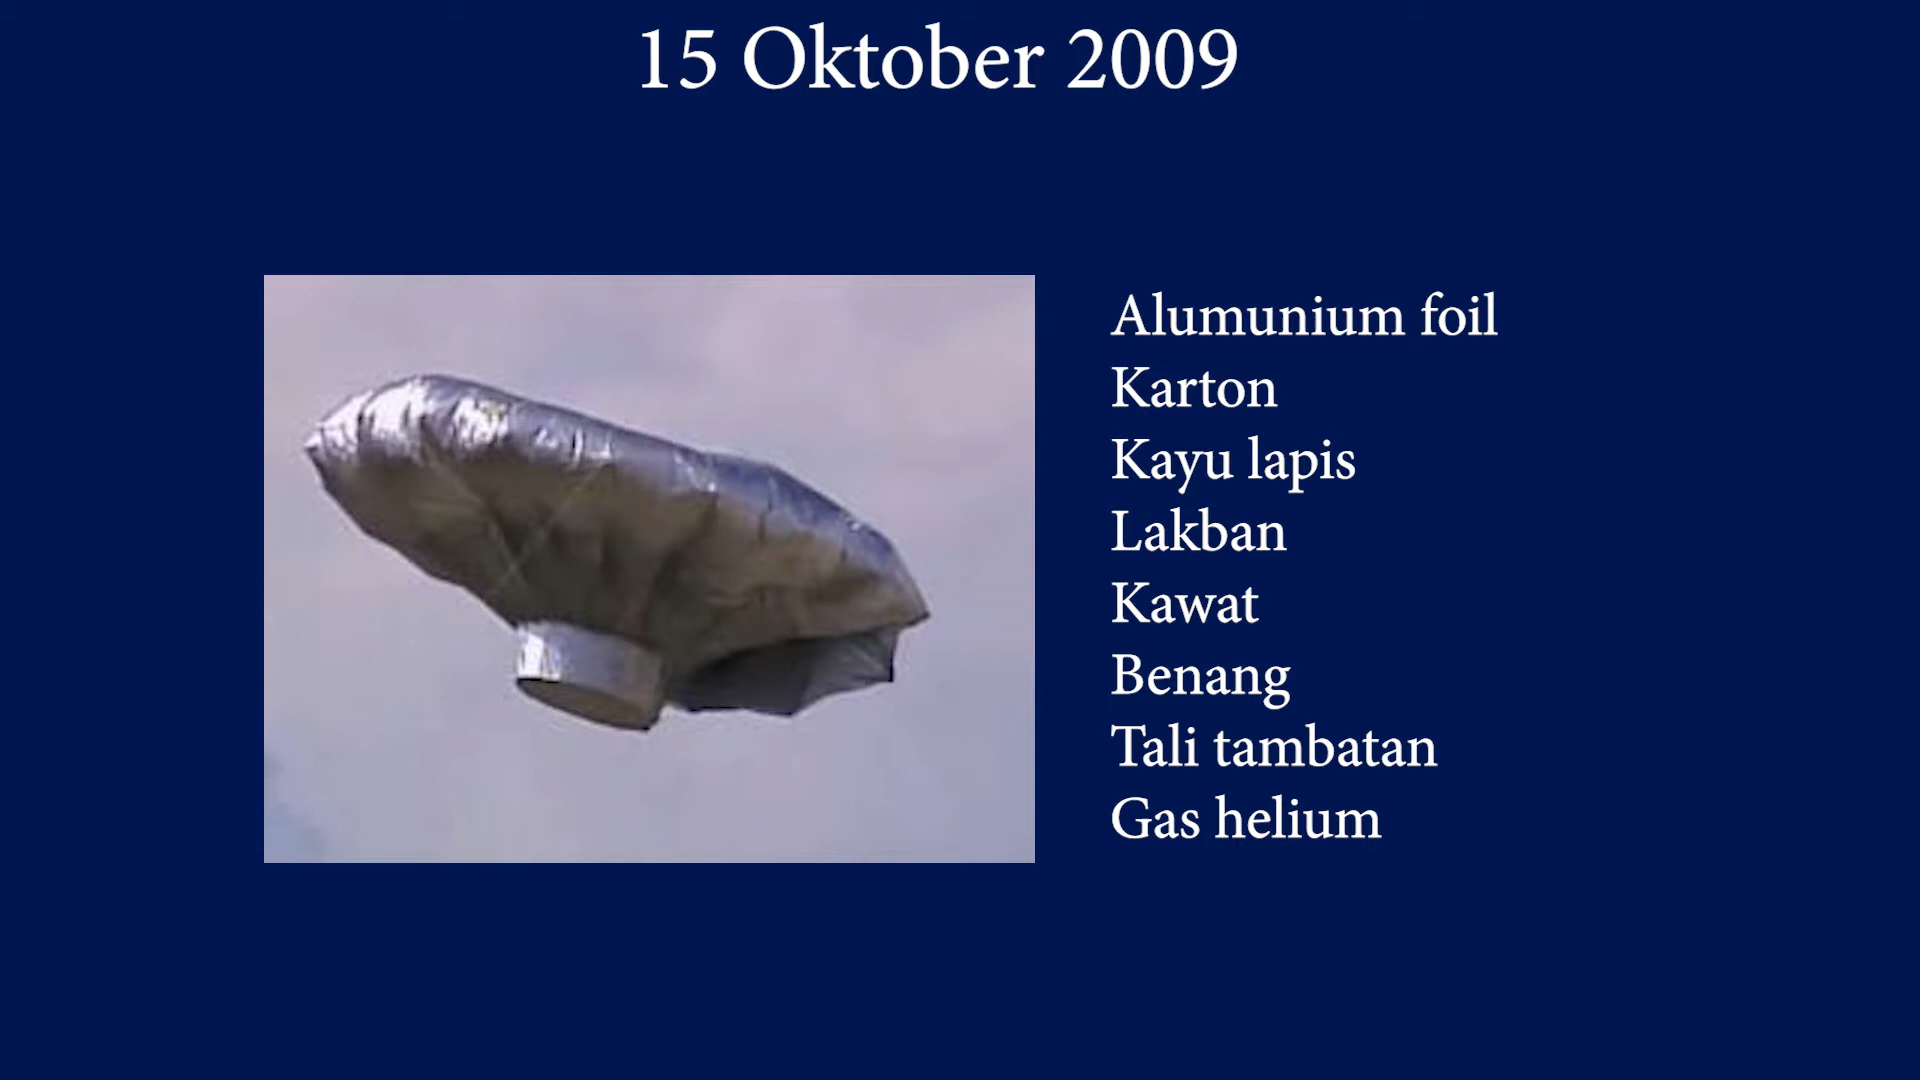 15 Oktober 2009
Alumunium foil
Karton
Kayu lapis
Lakban
Kawat
Benang
Tali tambatan
Gas helium